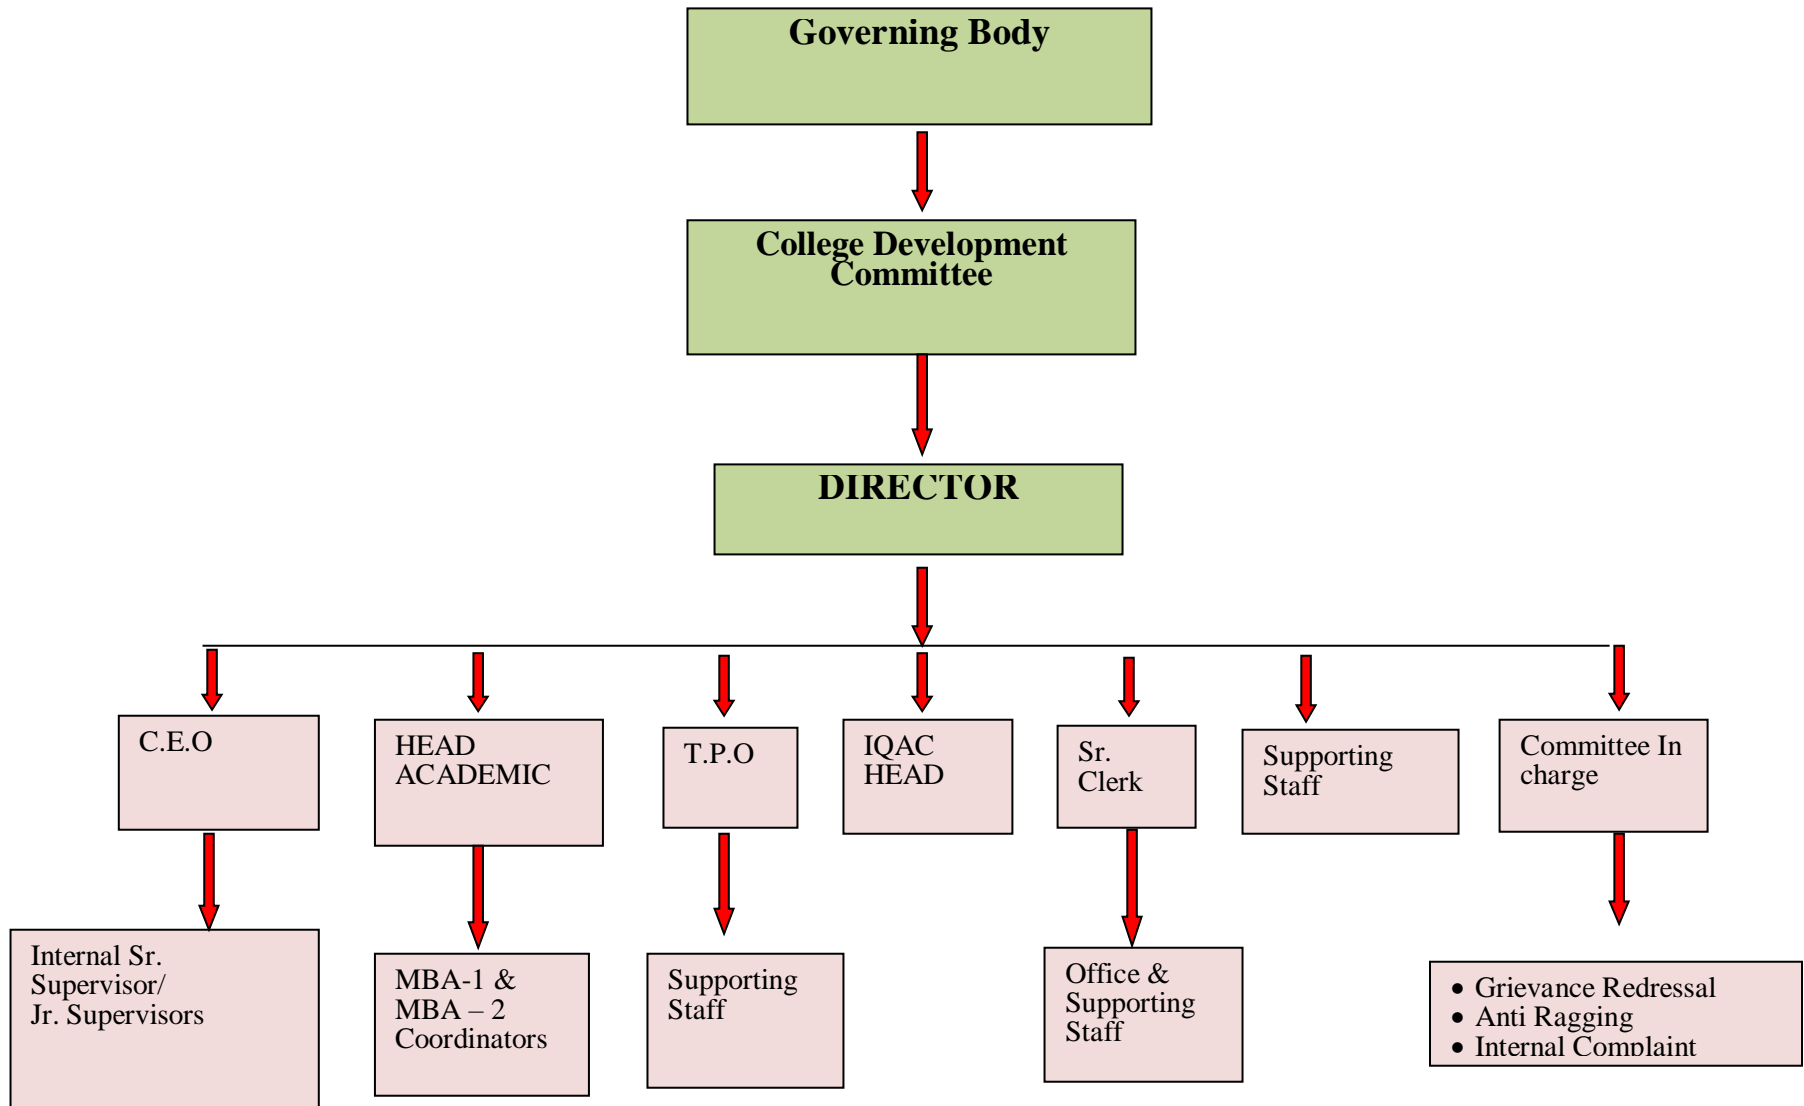 Governing Body
College Development
Committee
DIRECTOR
C.E.O
HEAD
ACADEMIC
T.P.O
IQAC
HEAD
Sr.
Clerk
Supporting
Staff
Committee In
charge
Internal Sr.
Supervisor/
Jr. Supervisors
MBA-1 &
MBA – 2
Coordinators
Supporting
Staff
Office &
Supporting
Staff
• Grievance Redressal
• Anti Ragging
• Internal Complaint